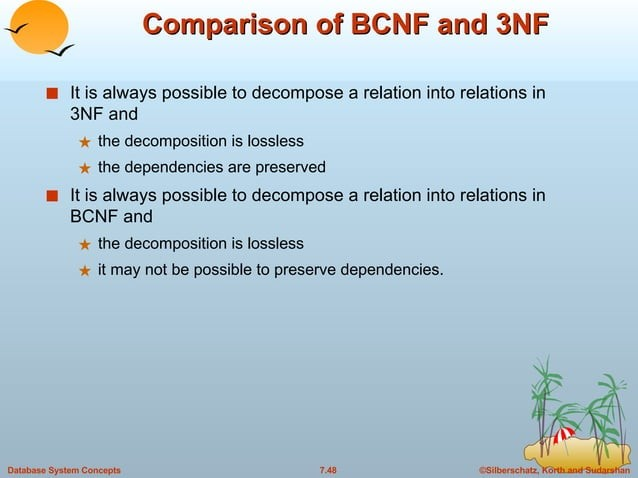 Comparison of BCNF and 3NF
It is always possible to decompose a relation into relations in
3NF and
the decomposition is lossless
the dependencies are preserved
It is always possible to decompose a relation into relations in
BCNF and
the decomposition is lossless
it may not be possible to preserve dependencies.
Database System Concepts
7.48
©Silberschatz, Korth and Sudarshan